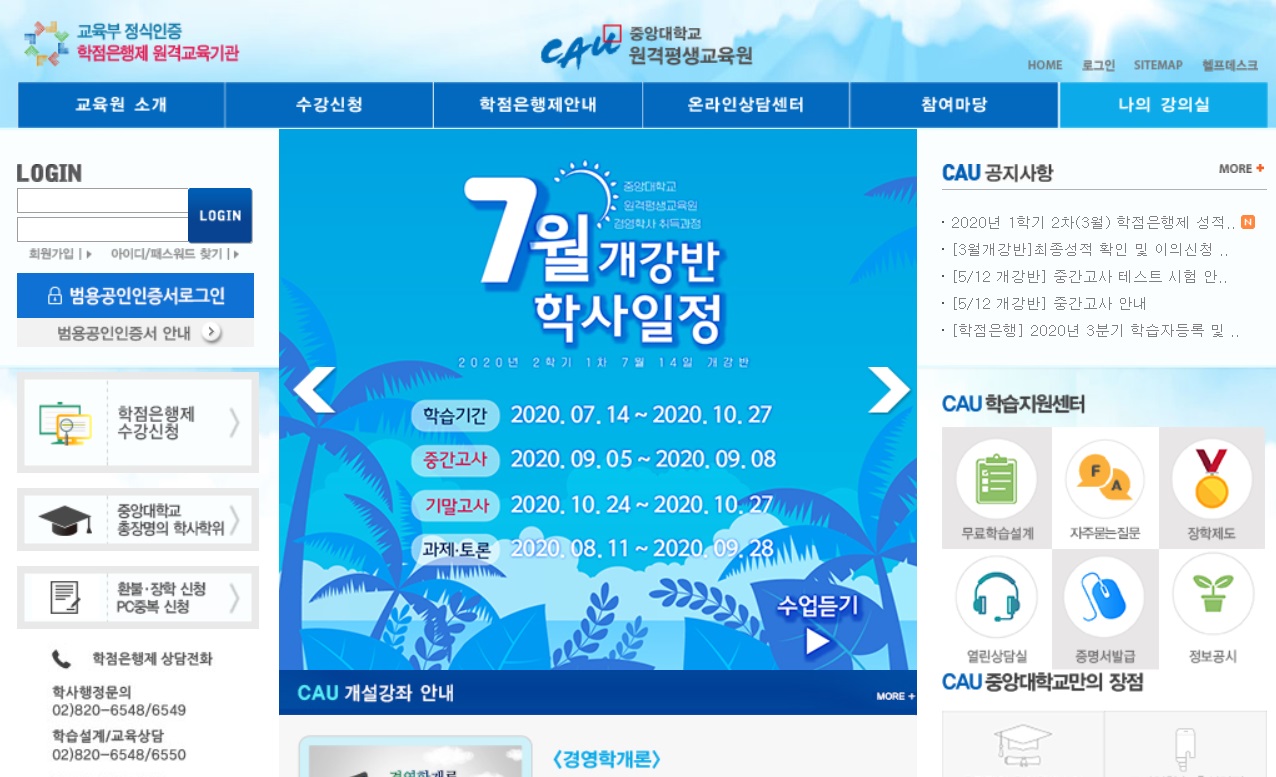 교육부 정식인증
학점은행제 원격교육기관
CAU 중앙대학교
원격평생교육원
HOME 로그인 SITEMAP 헬프데스크
교육원 소개 수강신청 학점은행제안내 온라인상담센터 참여마당 나의 강의실
LOGIN
LOGIN
회원가입 | 아이디/패스워드 찾기 |
범용공인인증서로그인
범용공인인증서 안내
학점은행제
수강신청
중앙대학교
총장명의 학사학위
환불·장학 신청
PC중복 신청
학점은행제 상담전화
학사행정문의
02)820-6548/6549
학습설계/교육상담
02)820-6548/6550
중앙대학교
원격평생교육원
경영학사 취득과정
7월 개강반
학사일정
2020년 2학기 1차 7월 14일 개강반
학습기간 2020. 07. 14 ~ 2020. 10. 27
중간고사 2020. 09. 05 ~ 2020. 09. 08
기말고사 2020. 10. 24 ~ 2020. 10. 27
과제·토론 2020. 08. 11 ~ 2020. 09. 28
수업듣기
CAU 개설강좌 안내
MORE +
경영학개론
<경영학개론>
CAU 공지사항
MORE +
· 2020년 1학기 2차(3월) 학점은행제 성적.. N
· [3월개강반]최종성적 확인 및 이의신청 ..
· [5/12 개강반] 중간고사 테스트 시험 안..
· [5/12 개강반] 중간고사 안내
· [학점은행] 2020년 3분기 학습자등록 및 ..
CAU 학습지원센터
F A
무료학습설계 자주묻는질문 장학제도
열린상담실 증명서발급 정보공시
CAU 중앙대학교만의 장점